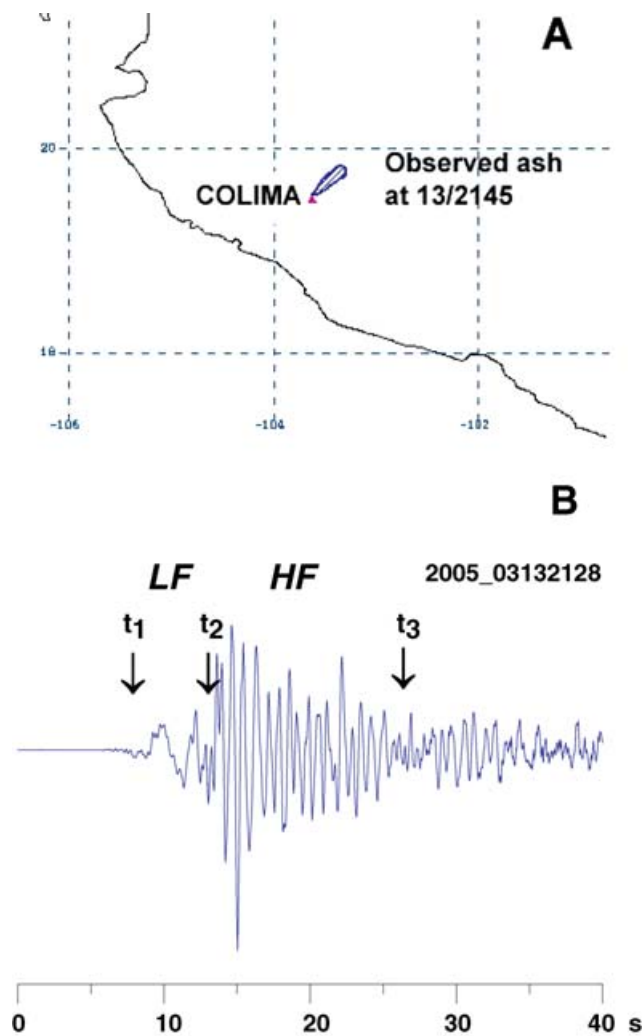 A
20
Observed ash
COLIMA
at 13/2145
18
-106
-104
-102
B
LF
HF
2005_03132128
t1
t2
t3
0
10
20
30
40
s